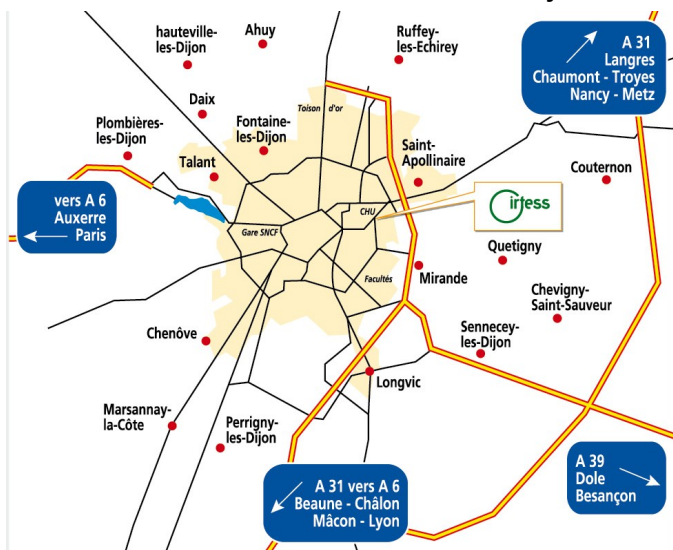 hauteville-
les-Dijon
Ahuy
Ruffey-
les-Echirey
A 31
Langres
Chaumont - Troyes
Nancy - Metz
Daix
Toison d'or
Plombières-
les-Dijon
Fontaine-
les-Dijon
Talant
Saint-
Apollinaire
Couternon
vers A 6
Auxerre
Paris
CHU
irtess
Gare SNCF
Quetigny
Facultés
Mirande
Chevigny-
Saint-Sauveur
Chenôve
Sennecey-
les-Dijon
Longvic
Marsannay-
la-Côte
Perrigny-
les-Dijon
A 39
Dole
Besançon
A 31 vers A 6
Beaune - Châlon
Mâcon - Lyon